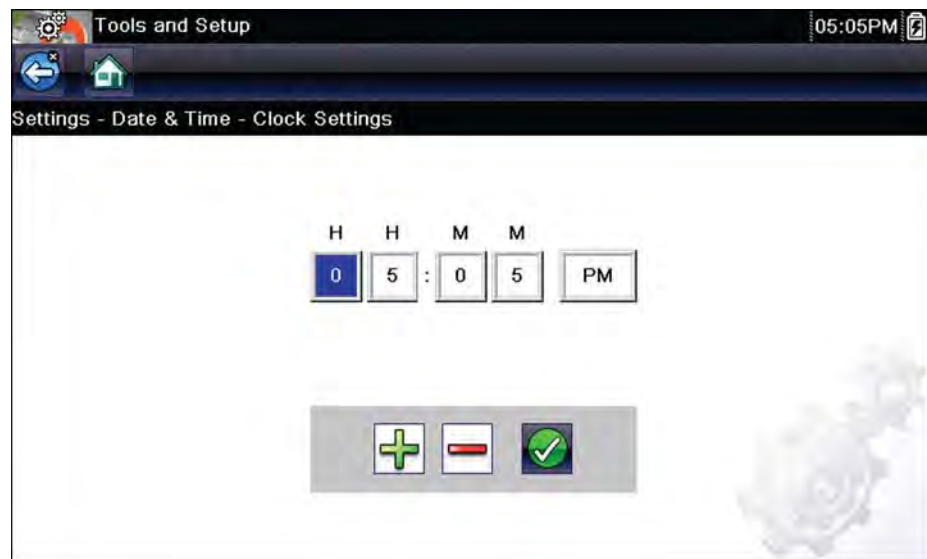 Tools and Setup 05:05PM
Settings - Date & Time - Clock Settings
H H M M
0 5 : 0 5 PM